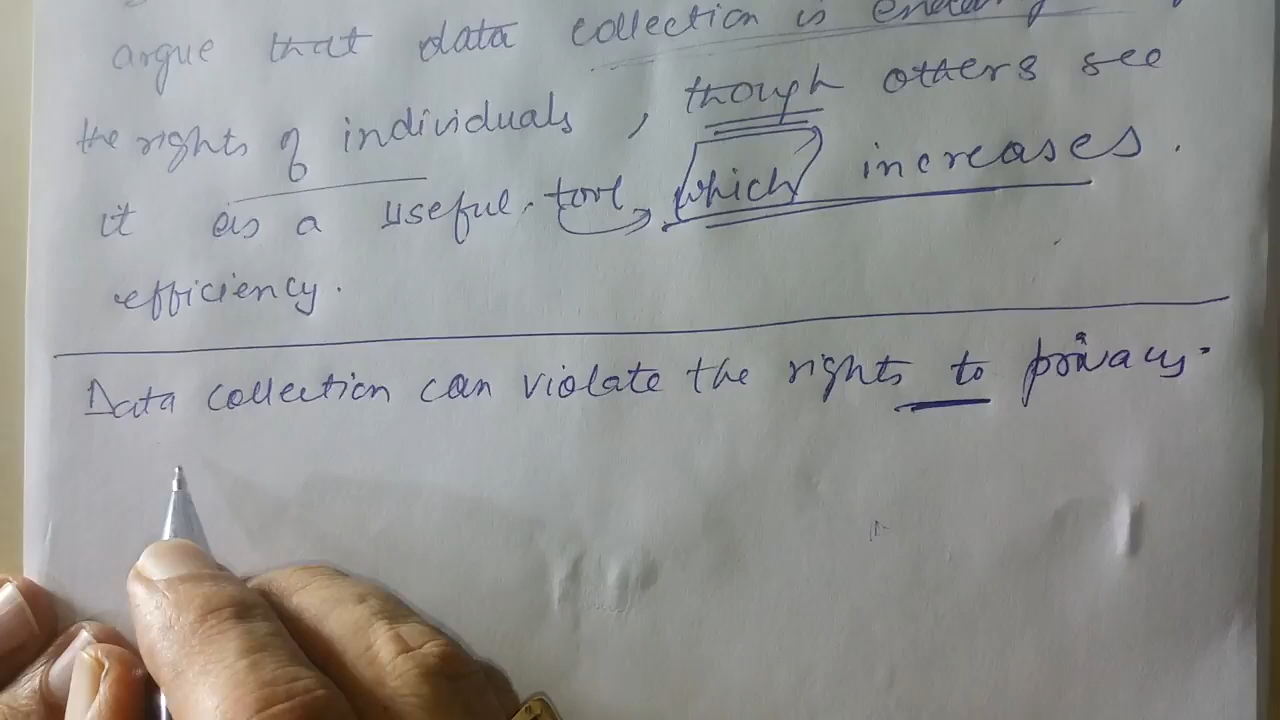 argue that data collection is
the rights of individuals, though others see
it as a useful tool, which increases.
efficiency.
Data collection can violate the rights to privacy.